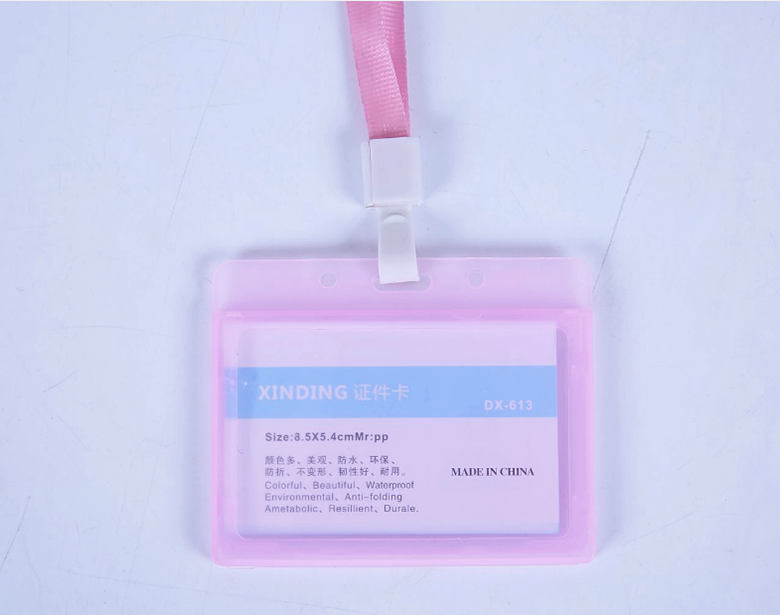 XINDING 证件卡
DX-613
Size:8.5X5.4cmMr:pp
颜色多、美观、防水、环保、
防折、不变形、韧性好、耐用。
Colorful、Beautiful、Waterproof
Environmental、Anti-folding
Ametabolic、Resillient、Durale.
MADE IN CHINA